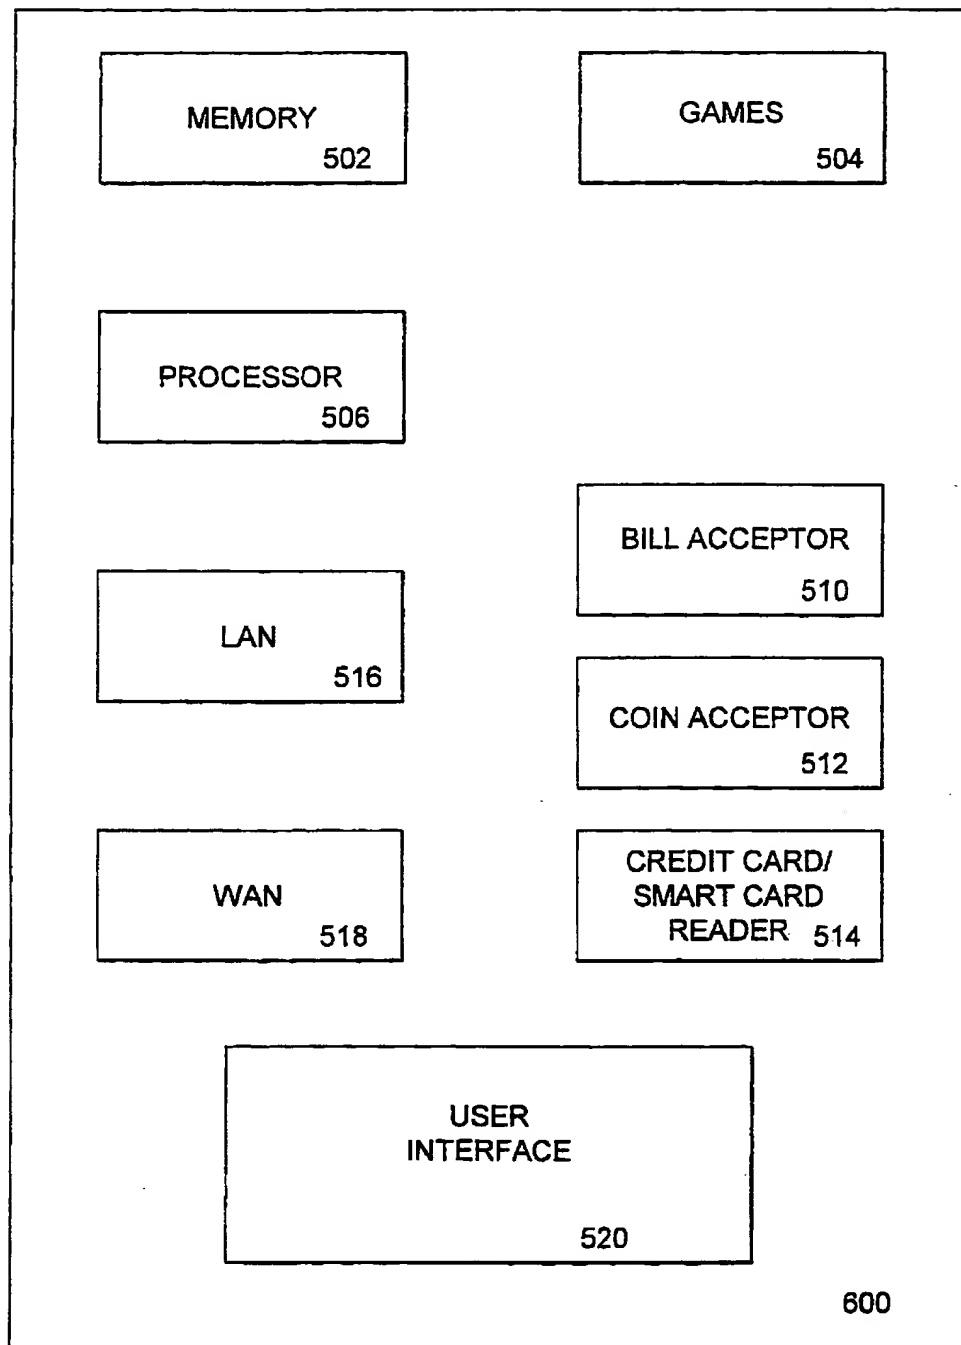 MEMORY
502
GAMES
504
PROCESSOR
506
BILL ACCEPTOR
510
LAN
516
COIN ACCEPTOR
512
WAN
518
CREDIT CARD/
SMART CARD
READER 514
USER
INTERFACE
520
600